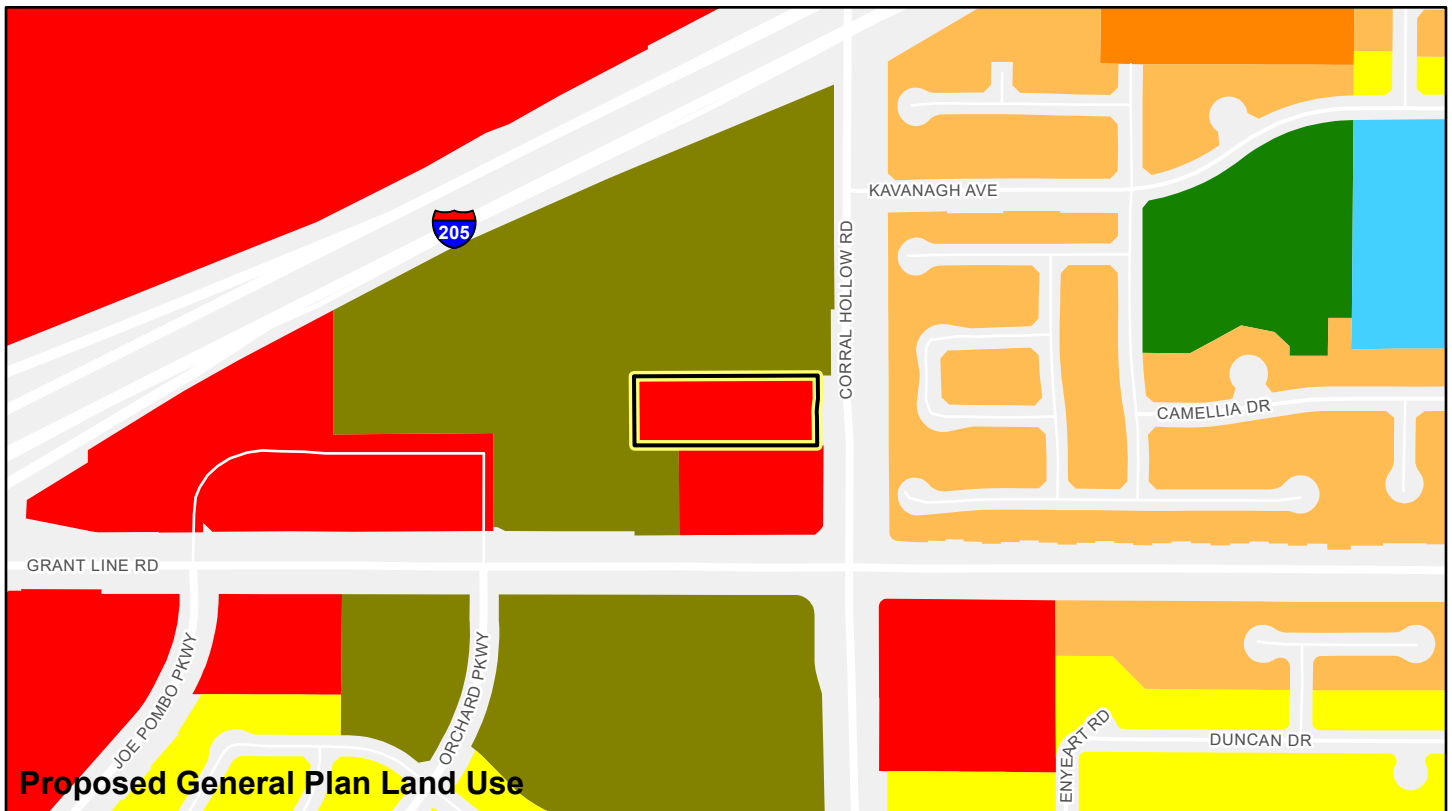 KAVANAGH AVE
205
CORRAL HOLLOW RD
CAMELLIA DR
GRANT LINE RD
JOE POMBO PKWY
ORCHARD PKWY
ENYEART RD
DUNCAN DR
Proposed General Plan Land Use